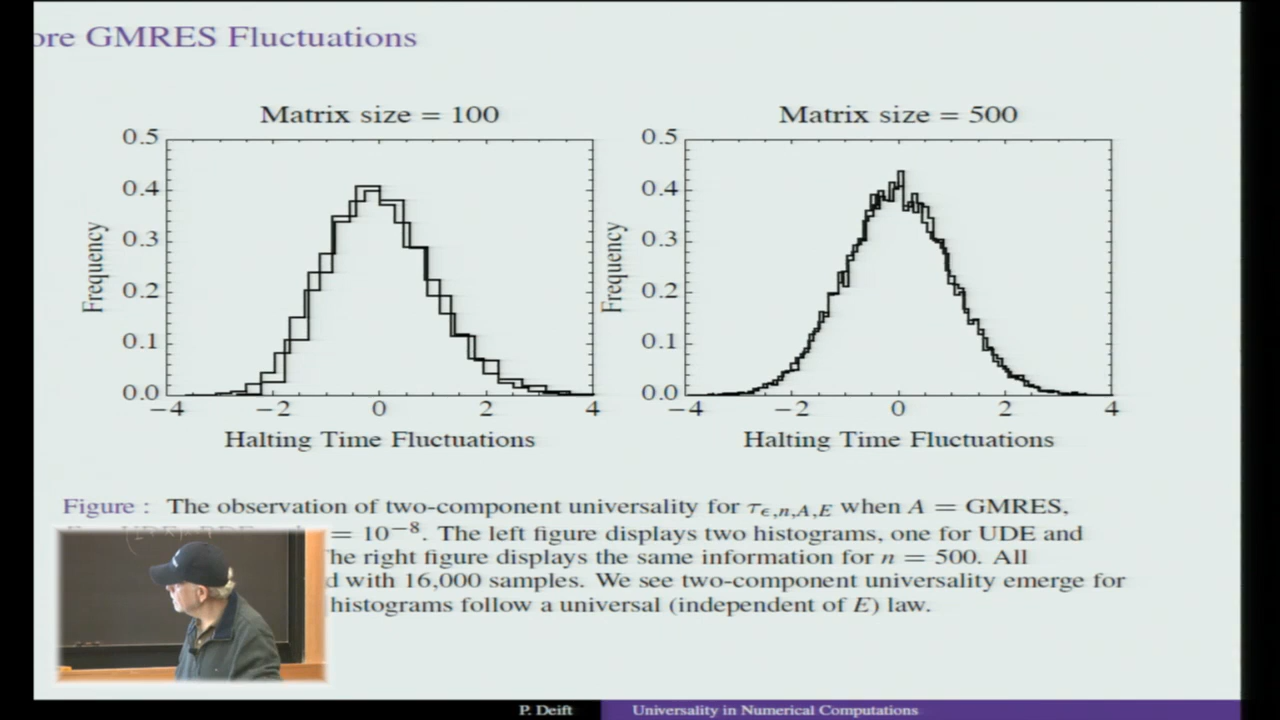 ore GMRES Fluctuations
Matrix size = 100
Matrix size = 500
Frequency
0.5
0.4
0.3
0.2
0.1
0.0
−4 −2 0 2 4
Halting Time Fluctuations
Frequency
0.5
0.4
0.3
0.2
0.1
0.0
−4 −2 0 2 4
Halting Time Fluctuations
Figure : The observation of two-component universality for τϵ,n,A,E when A = GMRES,
= 10−8. The left figure displays two histograms, one for UDE and
he right figure displays the same information for n = 500. All
d with 16,000 samples. We see two-component universality emerge for
histograms follow a universal (independent of E) law.
P. Deift
Universality in Numerical Computations